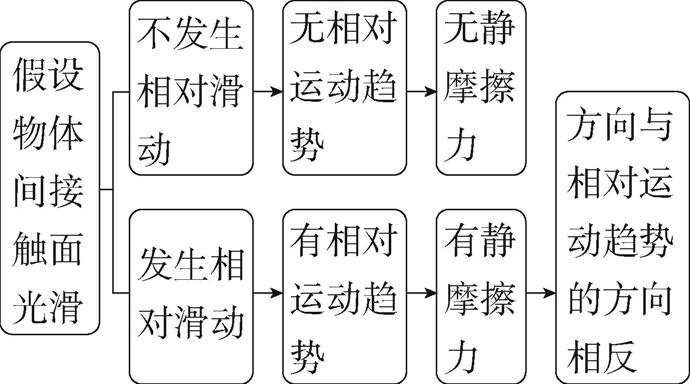 假设
物体
间接
触面
光滑
不发生
相对滑
动
无相对
运动趋
势
无静
摩擦
力
发生相
对滑动
有相对
运动趋
势
有静
摩擦
力
方向与
相对运
动趋势
的方向
相反